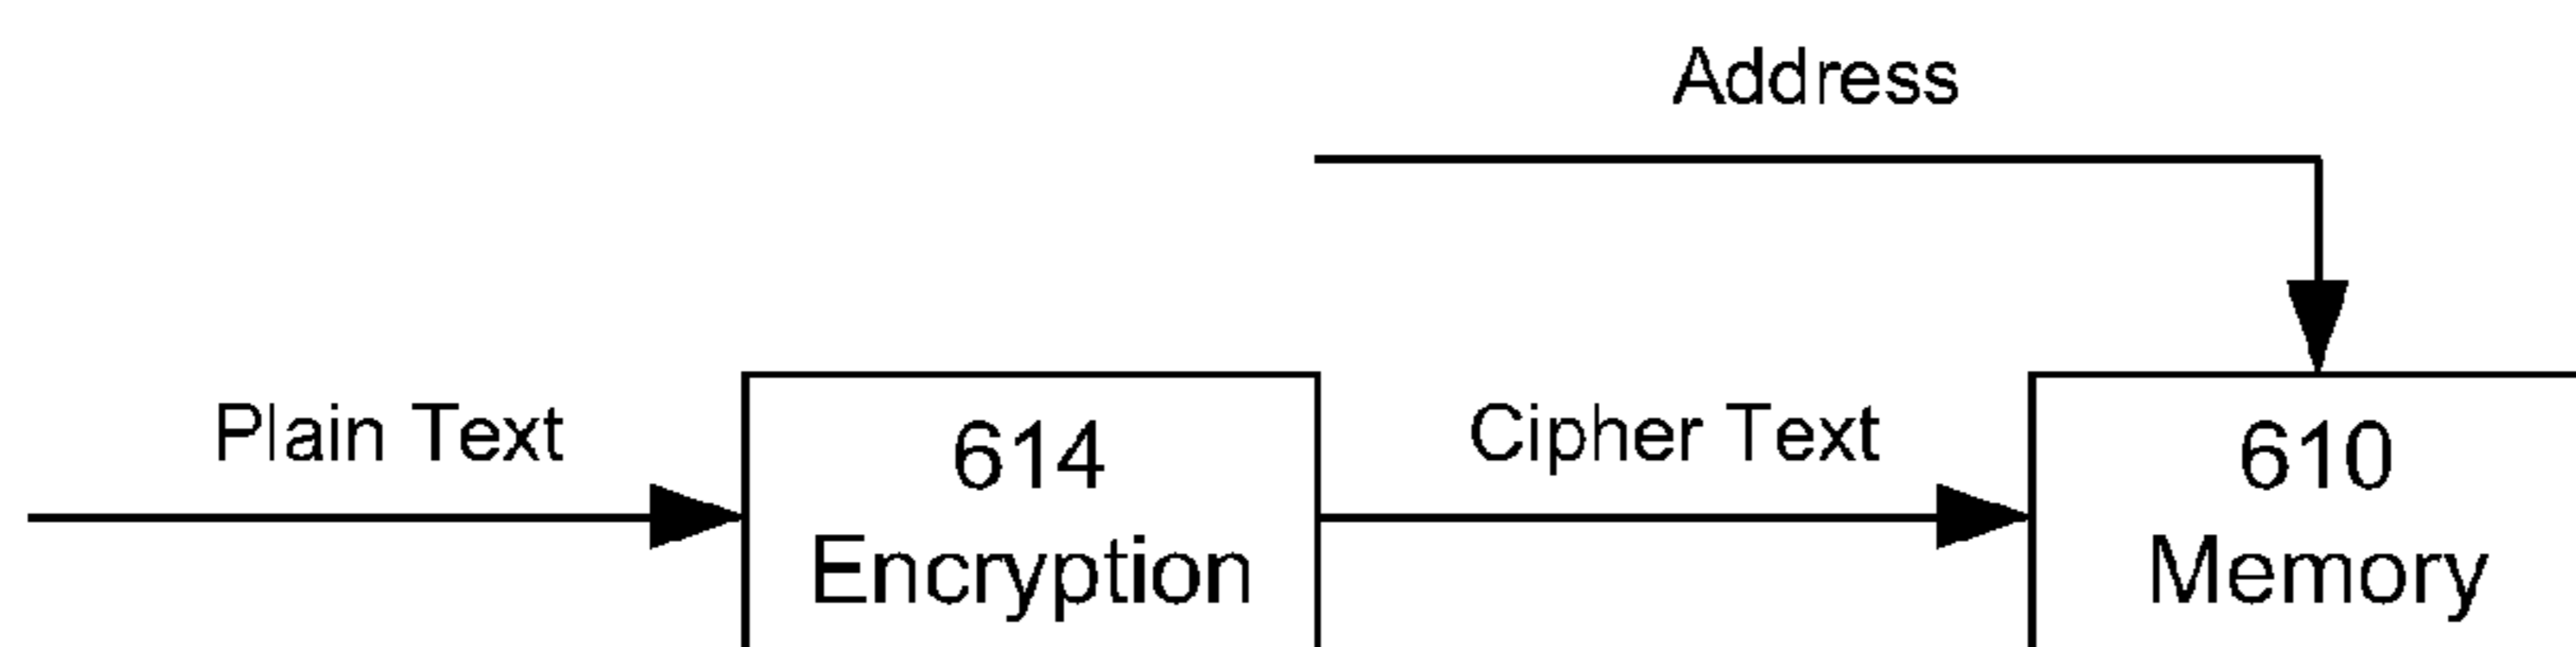 Address
Plain Text
614
Encryption
Cipher Text
610
Memory